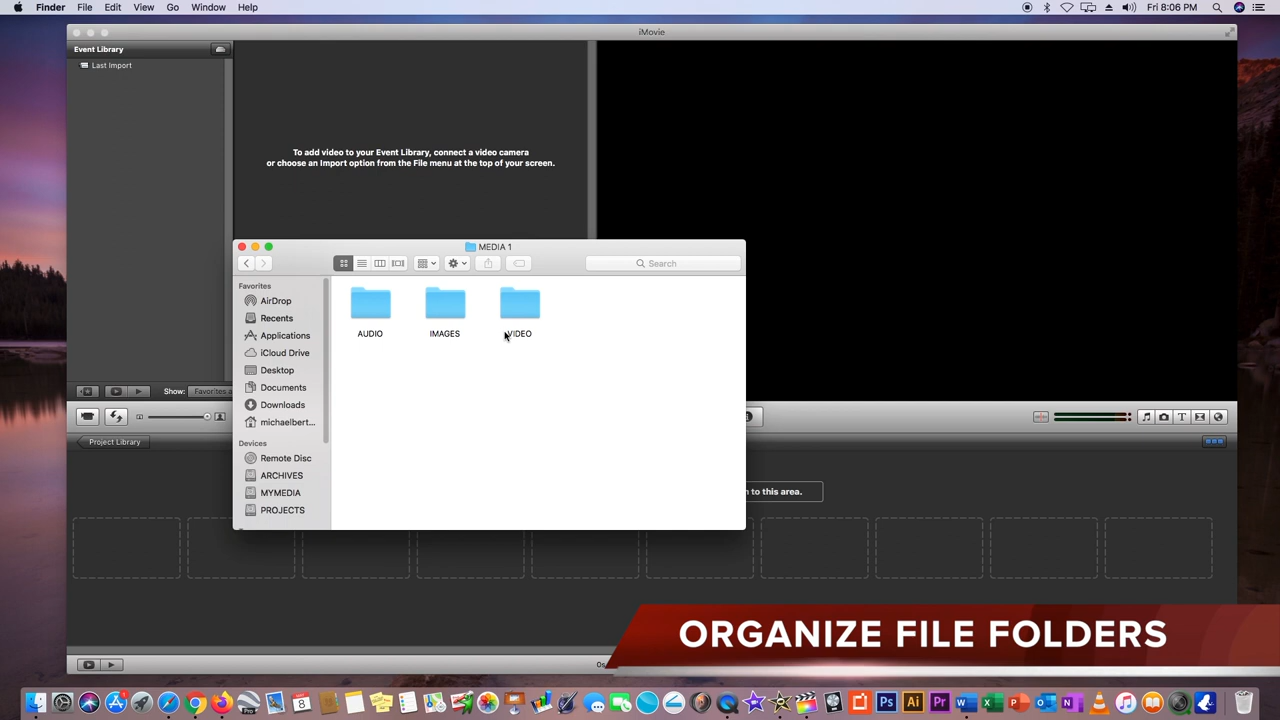 Finder File Edit View Go Window Help Fri 8:06 PM
iMovie
Event Library
Last Import
To add video to your Event Library, connect a video camera
or choose an Import option from the File menu at the top of your screen.
MEDIA 1
Search
Favorites
AirDrop
Recents
Applications
iCloud Drive
Desktop
Documents
Downloads
michaelbert...
Devices
Remote Disc
ARCHIVES
MYMEDIA
PROJECTS
AUDIO IMAGES VIDEO
Show: Favorites a
Project Library
n to this area.
0s
ORGANIZE FILE FOLDERS